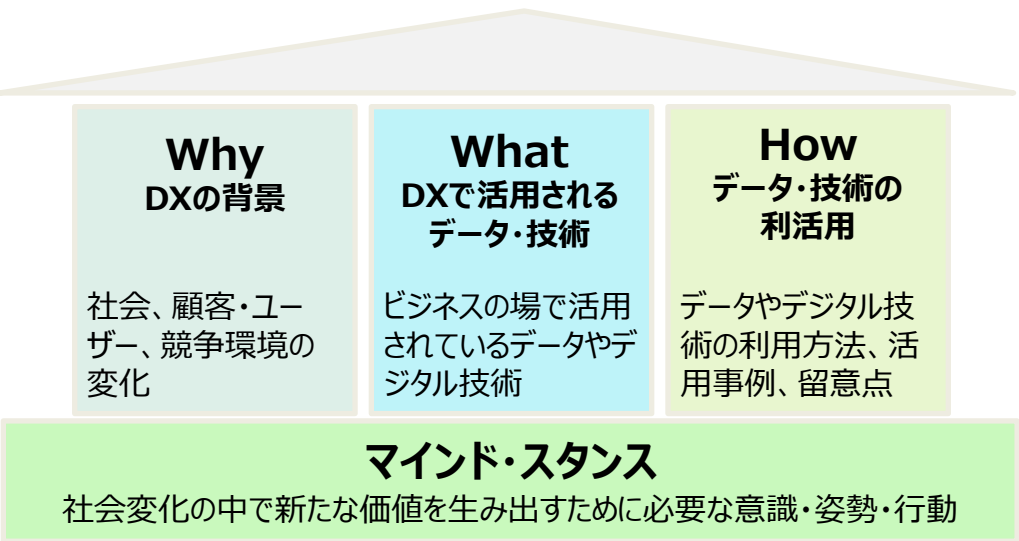 Why
DXの背景
社会、顧客・ユー
ザー、競争環境の
変化
What
DXで活用される
データ・技術
ビジネスの場で活用
されているデータやデ
ジタル技術
How
データ・技術の
利活用
データやデジタル技
術の利用方法、活
用事例、留意点
マインド・スタンス
社会変化の中で新たな価値を生み出すために必要な意識・姿勢・行動